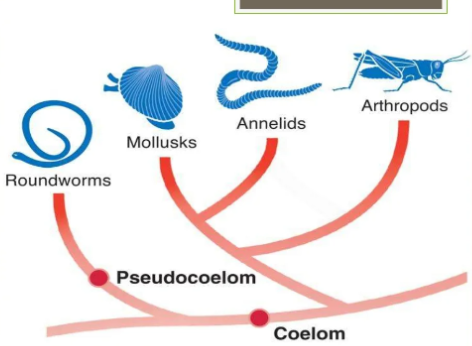 Annelids
Arthropods
Mollusks
Roundworms
Pseudocoelom
Coelom